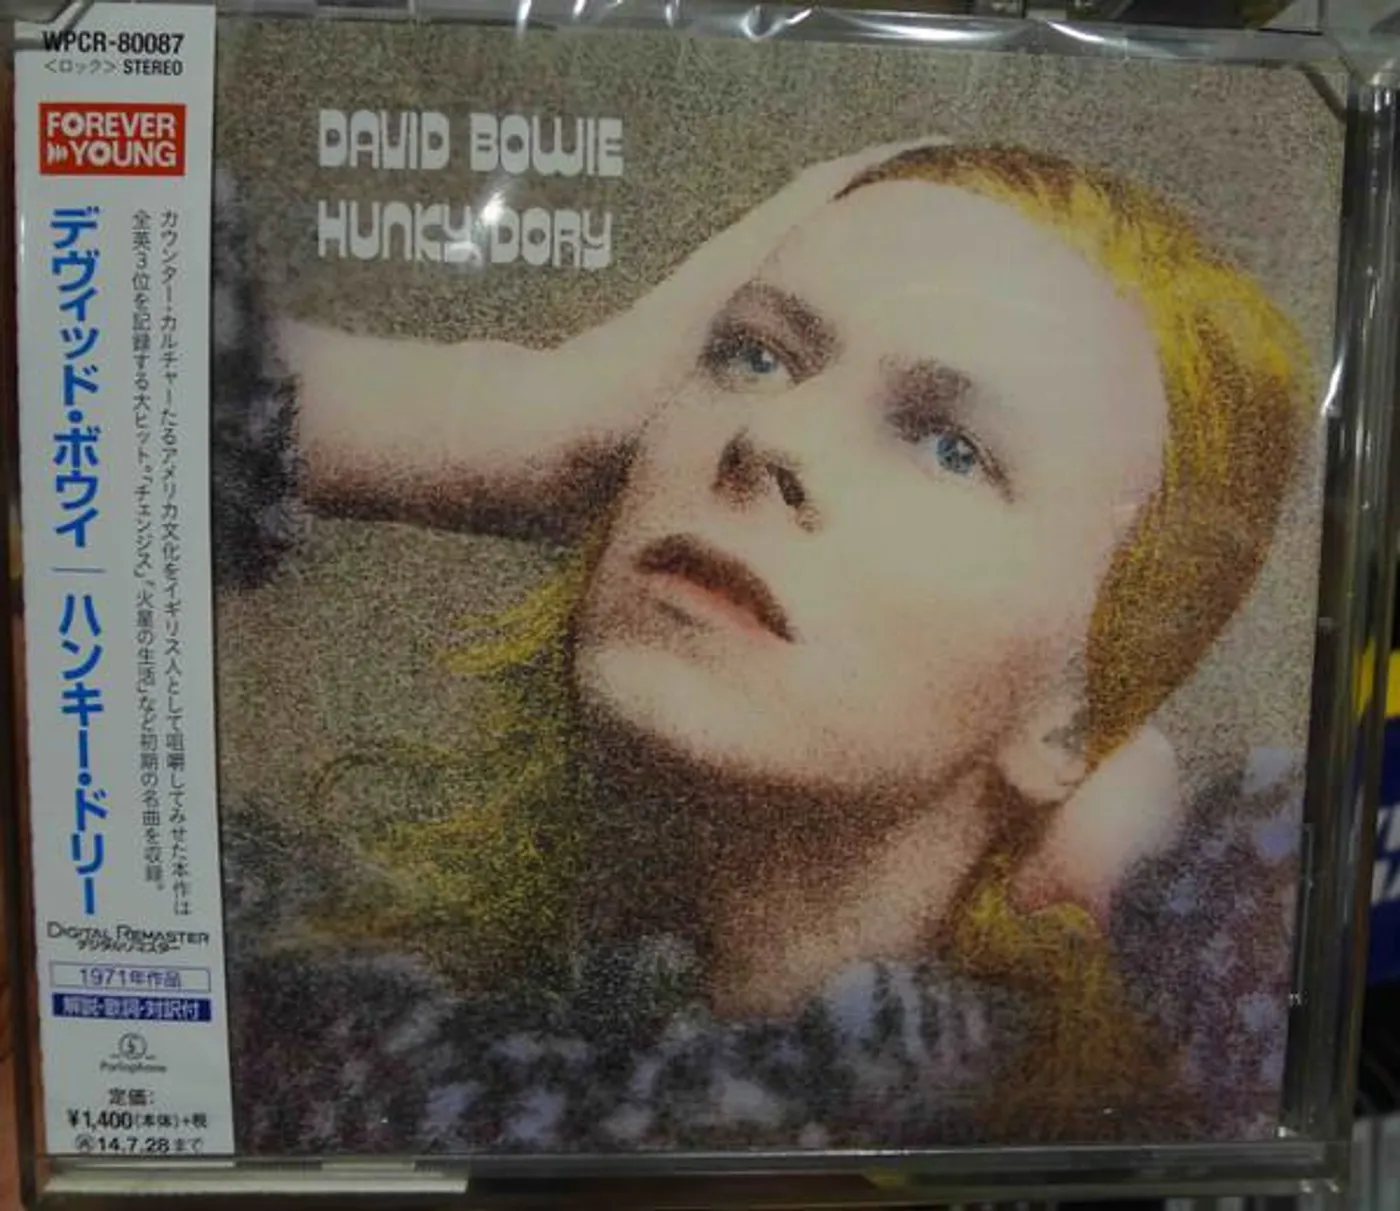 WPCR-80087
<ロック> STEREO
FOREVER
YOUNG
デヴィッド・ボウイ｜ハンキー・ドリー
カウンター・カルチャーたるアメリカ文化をイギリス人として咀嚼してみせた本作は
全英3位を記録する大ヒット。「チェンジス」、「火星の生活」など初期の名曲を収録。
DIGITAL REMASTER
デジタルリマスター
1971年作品
解説・歌詞・対訳付
Parlophone
定価:
¥1,400(本体)+税
再14.7.28まで
DAVID BOWIE
HUNKY DORY